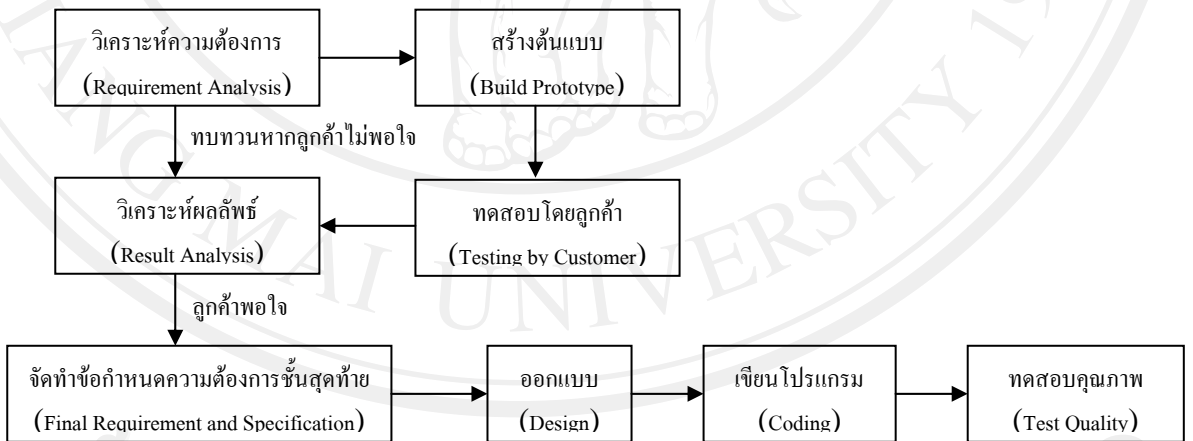 วิเคราะห์ความต้องการ
(Requirement Analysis)
สร้างต้นแบบ
(Build Prototype)
ทบทวนหากลูกค้าไม่พอใจ
วิเคราะห์ผลลัพธ์
(Result Analysis)
ทดสอบโดยลูกค้า
(Testing by Customer)
ลูกค้าพอใจ
จัดทำข้อกำหนดความต้องการชั้นสุดท้าย
(Final Requirement and Specification)
ออกแบบ
(Design)
เขียนโปรแกรม
(Coding)
ทดสอบคุณภาพ
(Test Quality)
ANG MAI UNIVERSITY 19